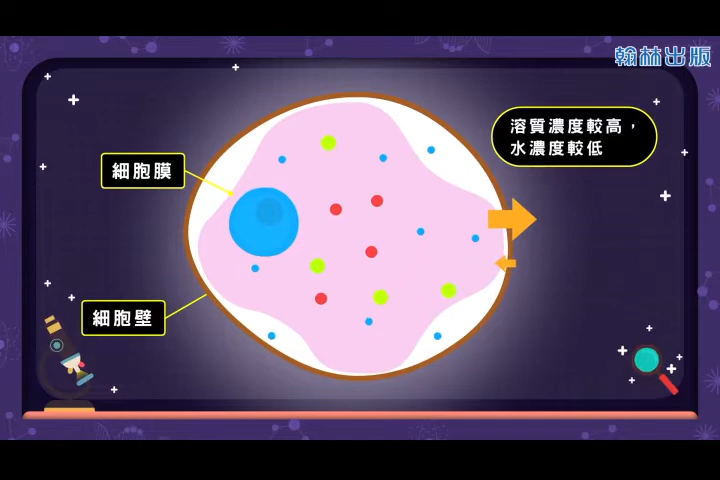 翰林出版
溶質濃度較高，
水濃度較低
細胞膜
細胞壁